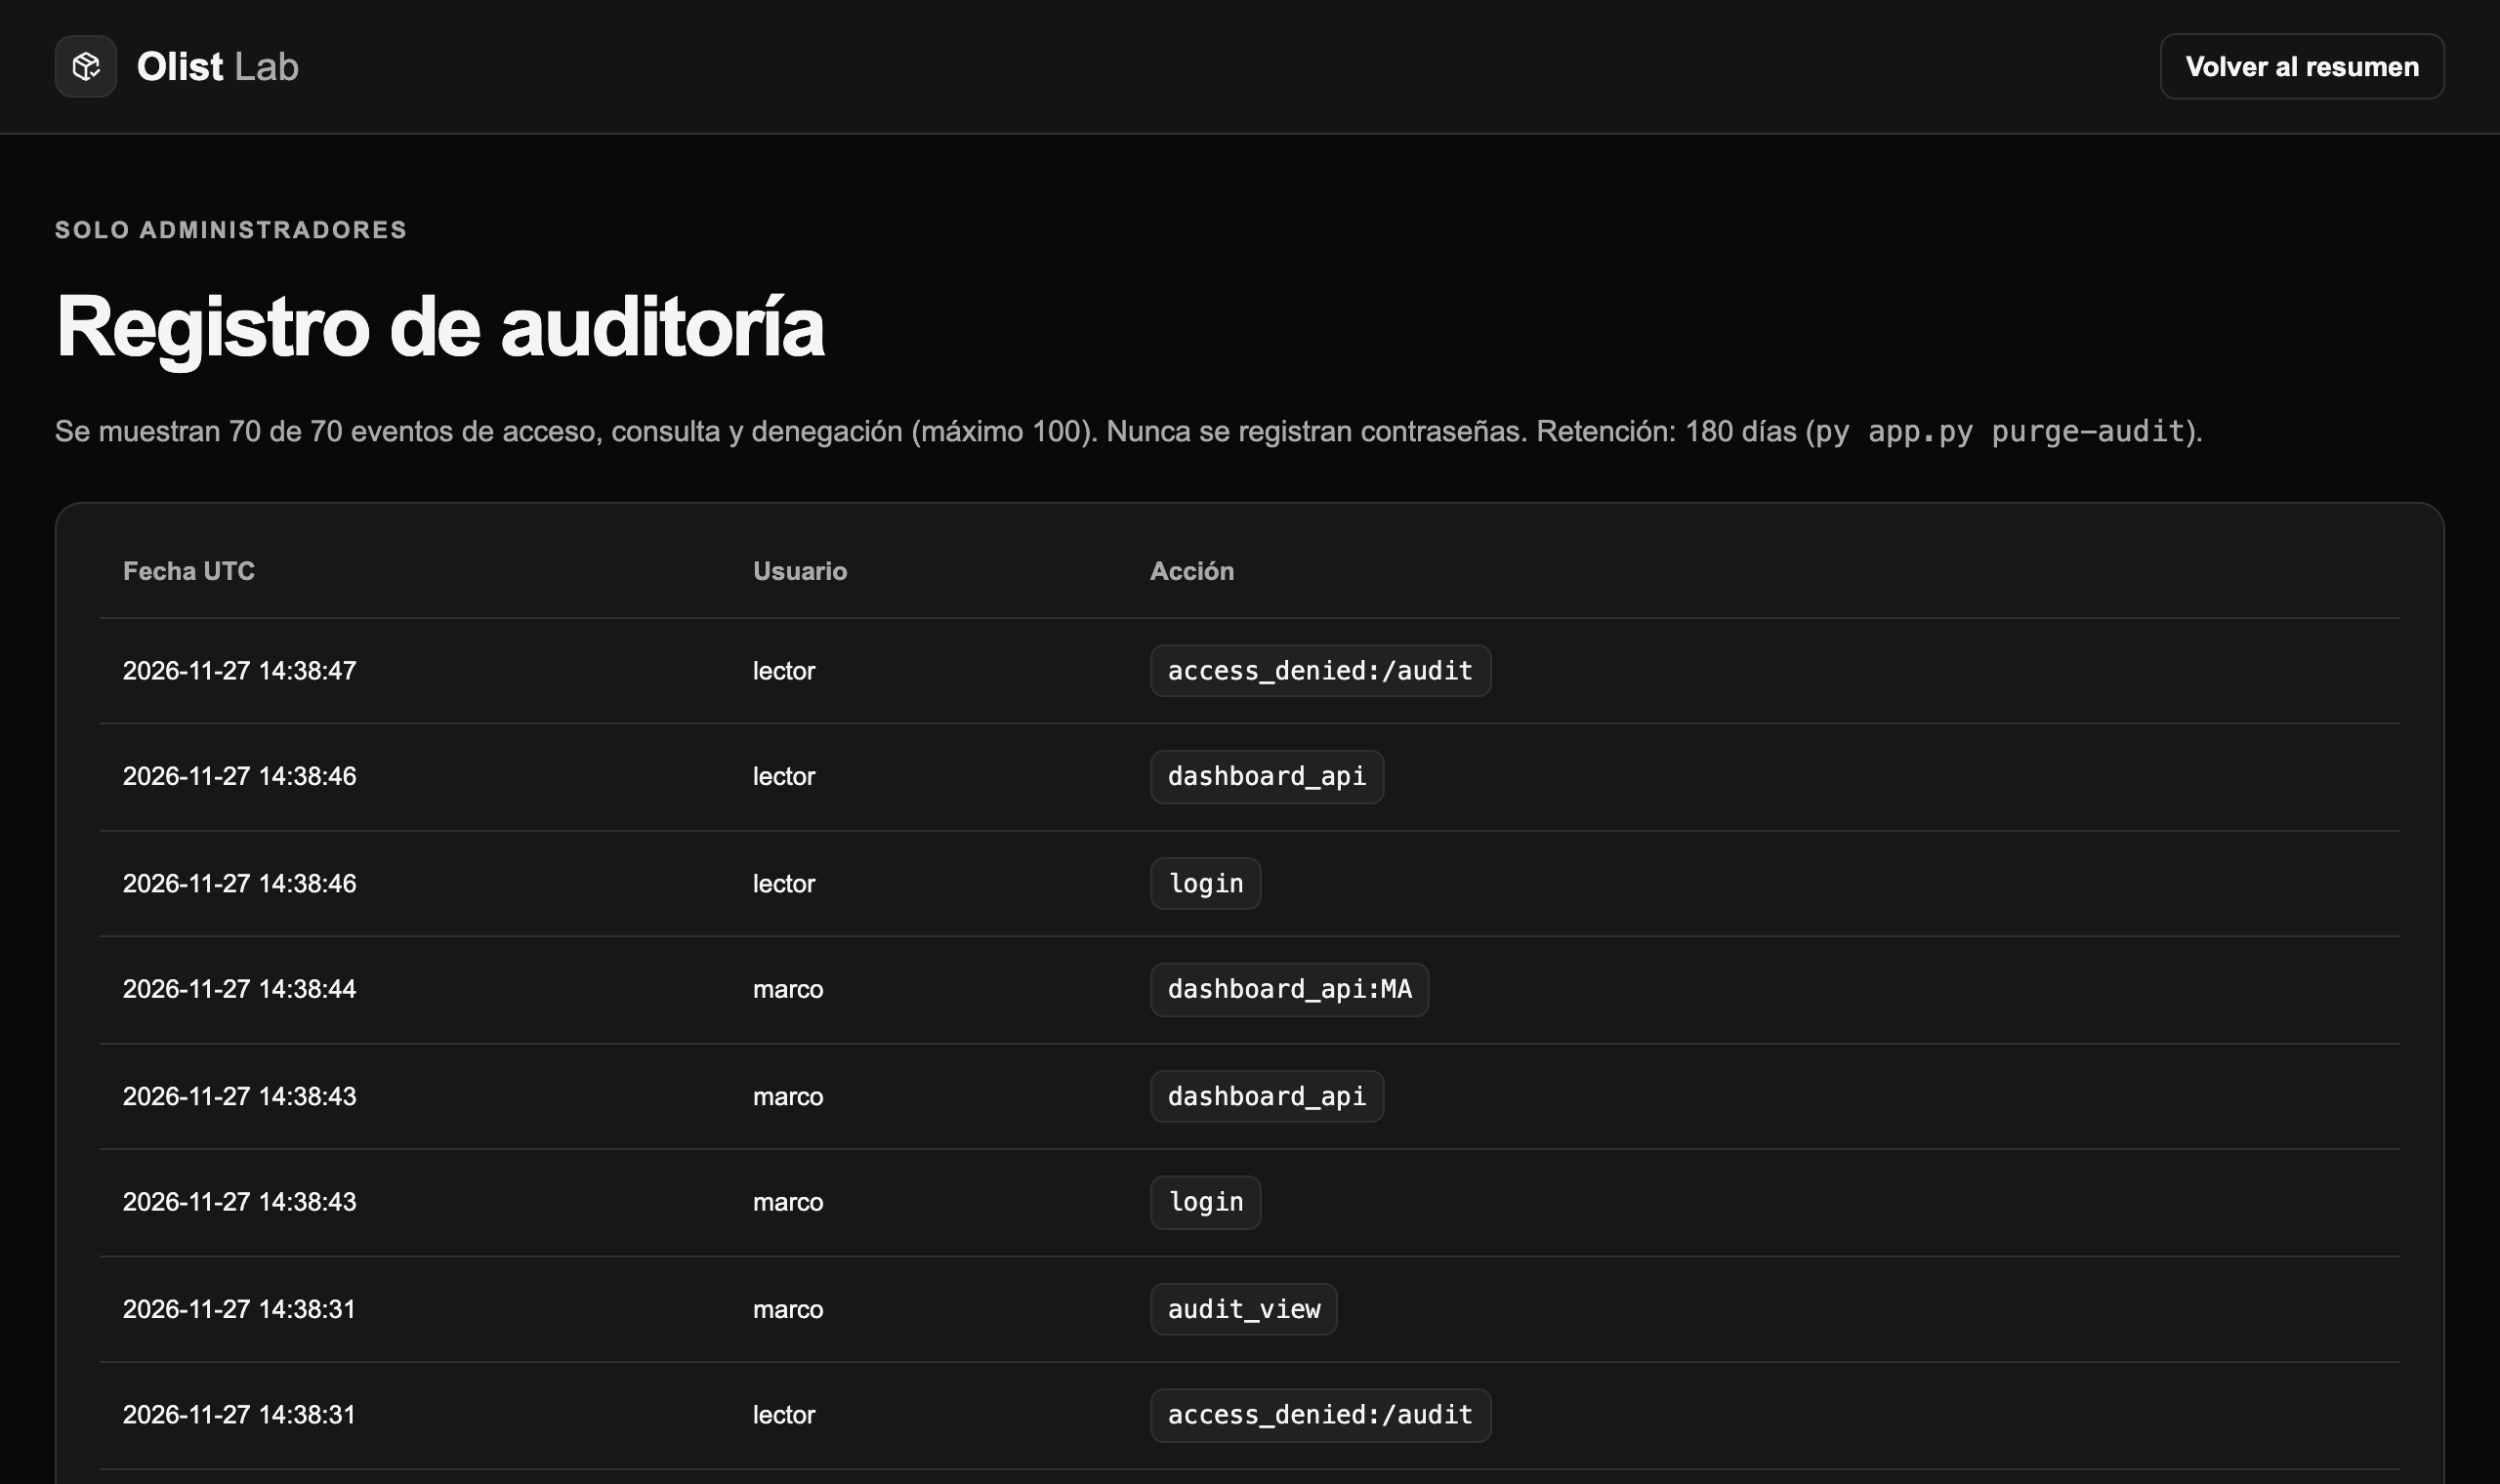 Olist Lab
Volver al resumen
SOLO ADMINISTRADORES
Registro de auditoría
Se muestran 70 de 70 eventos de acceso, consulta y denegación (máximo 100). Nunca se registran contraseñas. Retención: 180 días (py app.py purge-audit).
Fecha UTC Usuario Acción
2026-11-27 14:38:47 lector access_denied:/audit
2026-11-27 14:38:46 lector dashboard_api
2026-11-27 14:38:46 lector login
2026-11-27 14:38:44 marco dashboard_api:MA
2026-11-27 14:38:43 marco dashboard_api
2026-11-27 14:38:43 marco login
2026-11-27 14:38:31 marco audit_view
2026-11-27 14:38:31 lector access_denied:/audit